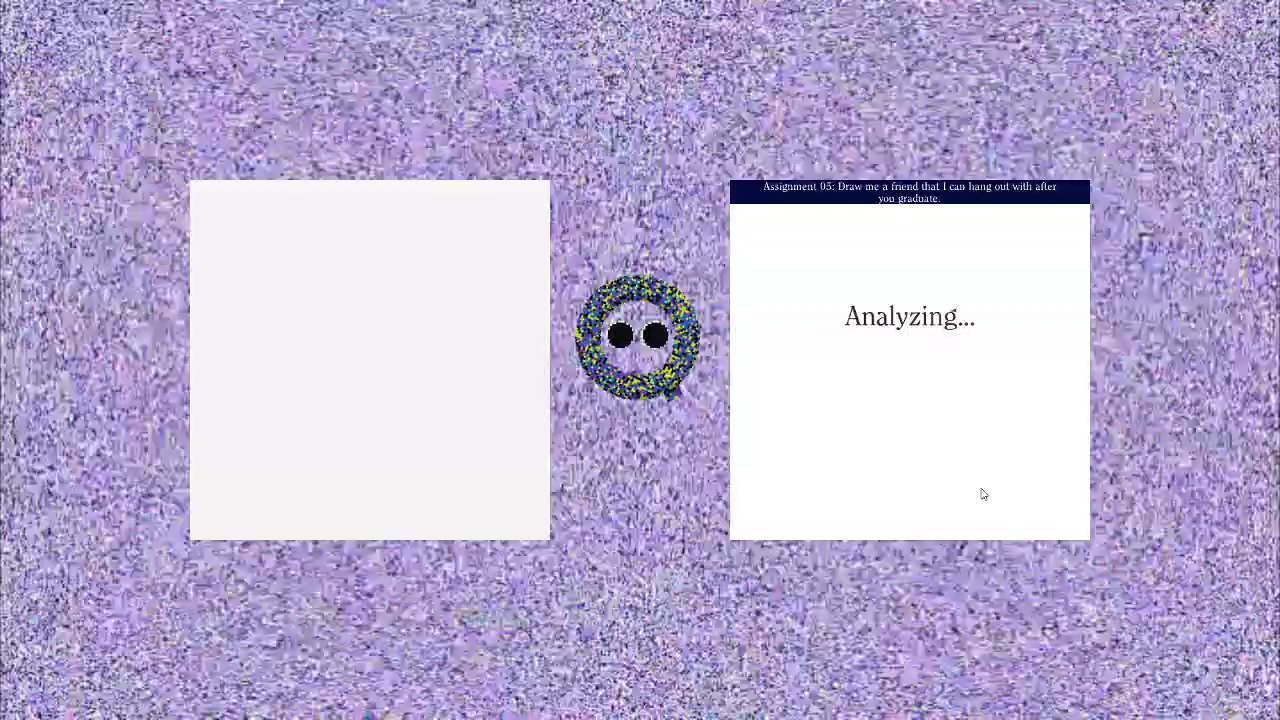 Assignment 05: Draw me a friend that I can hang out with after
you graduate.
Analyzing...